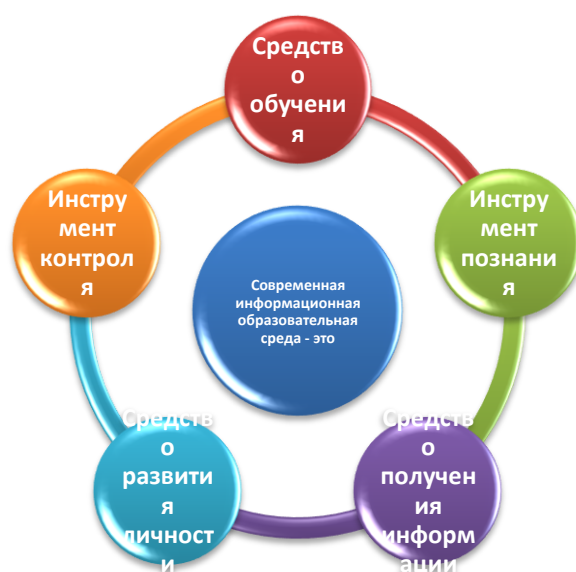 Средств
о
обучени
я
Инстру
мент
познани
я
Средств
о
получен
ия
информ
ации
Средств
о
развити
я
личност
и
Инстру
мент
контрол
я
Современная
информационная
образовательная
среда - это